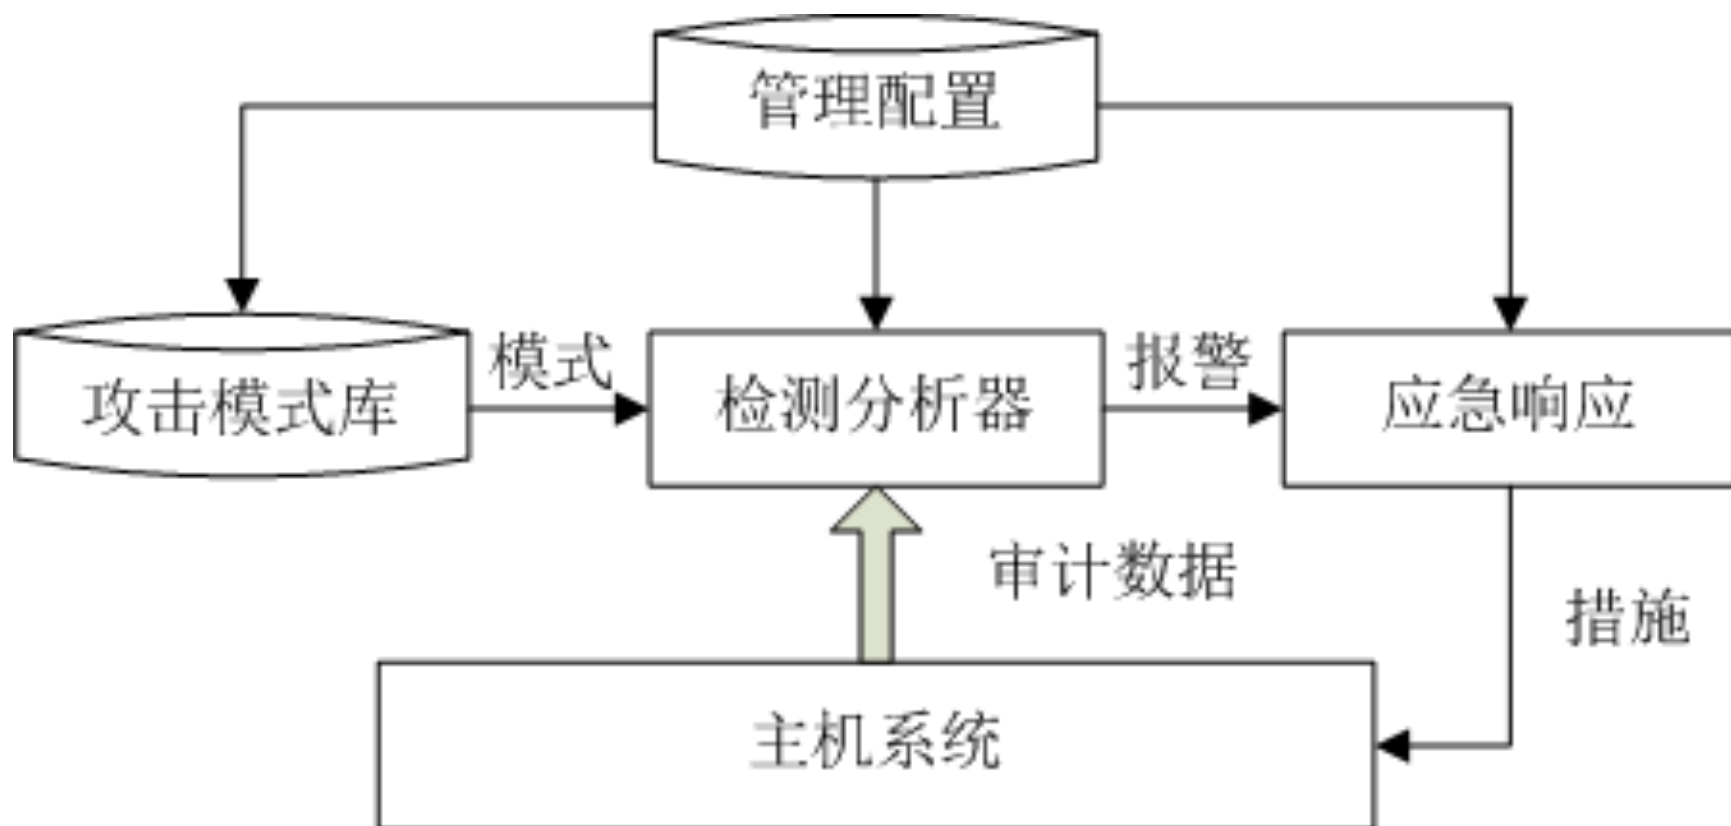 管理配置
攻击模式库
模式
检测分析器
报警
应急响应
审计数据
措施
主机系统